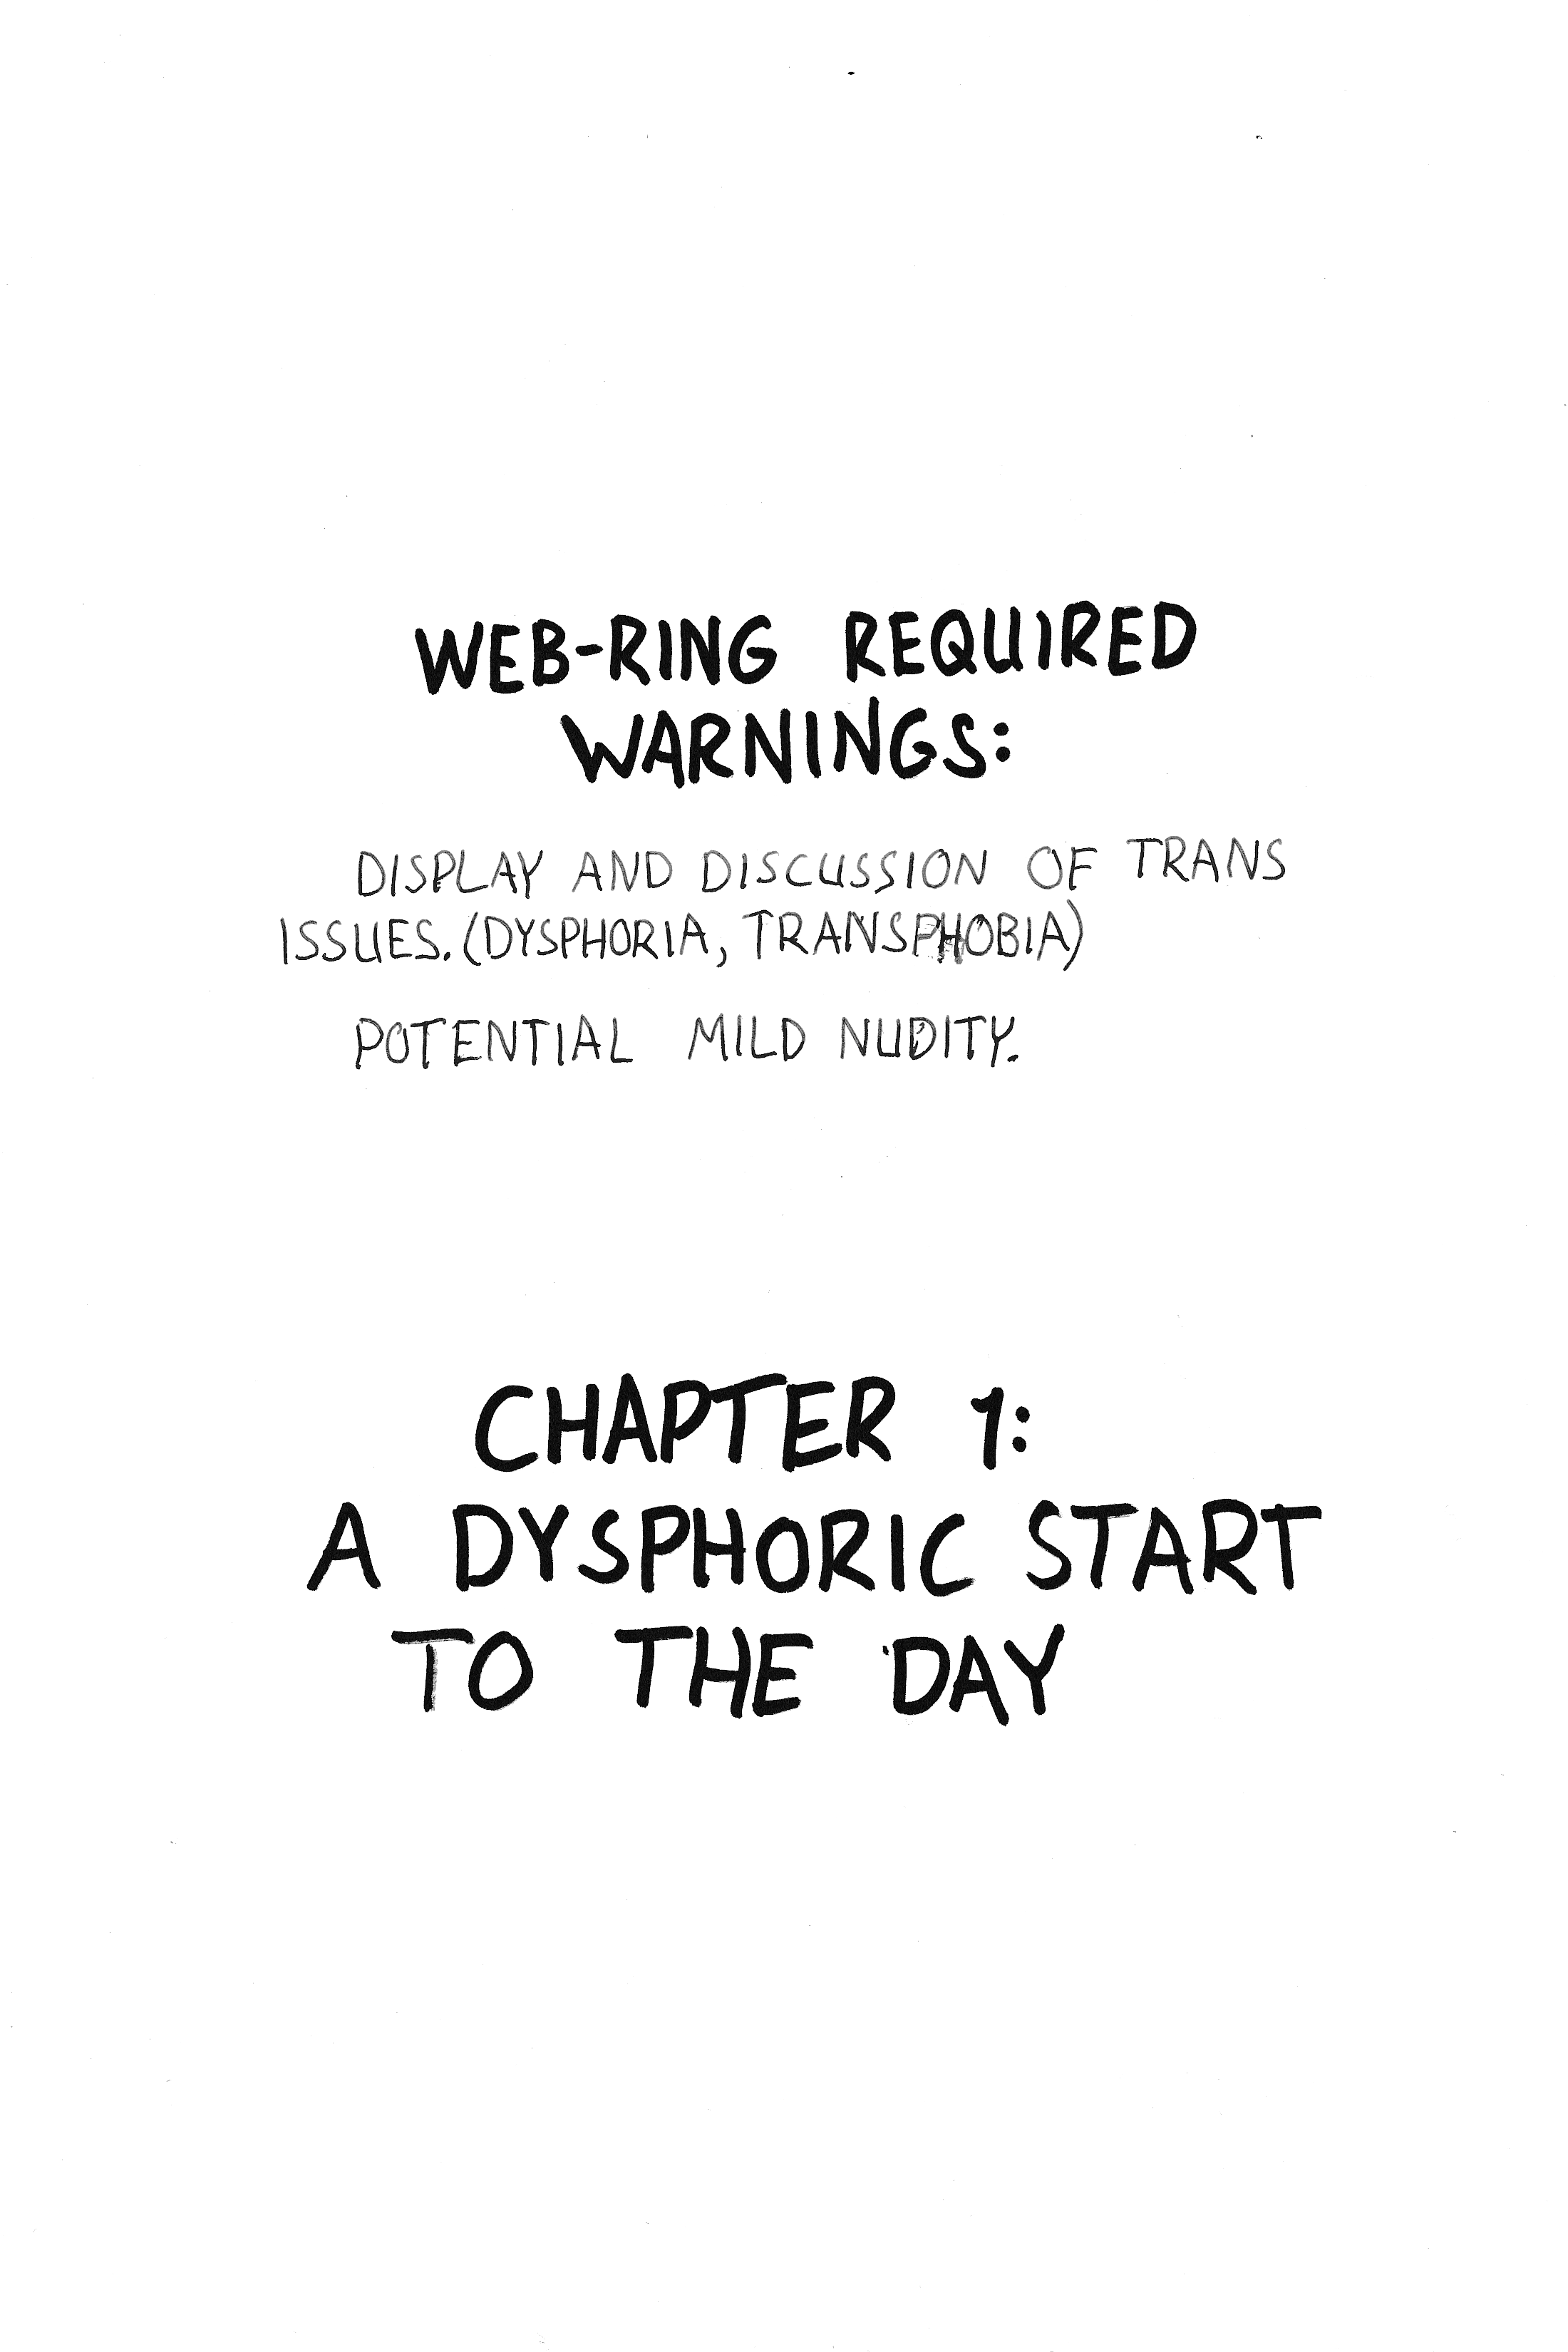 WEB-RING REQUIRED
WARNINGS:
DISPLAY AND DISCUSSION OF TRANS
ISSUES. (DYSPHORIA, TRANSPHOBIA)
POTENTIAL MILD NUDITY.
CHAPTER 1:
A DYSPHORIC START
TO THE DAY